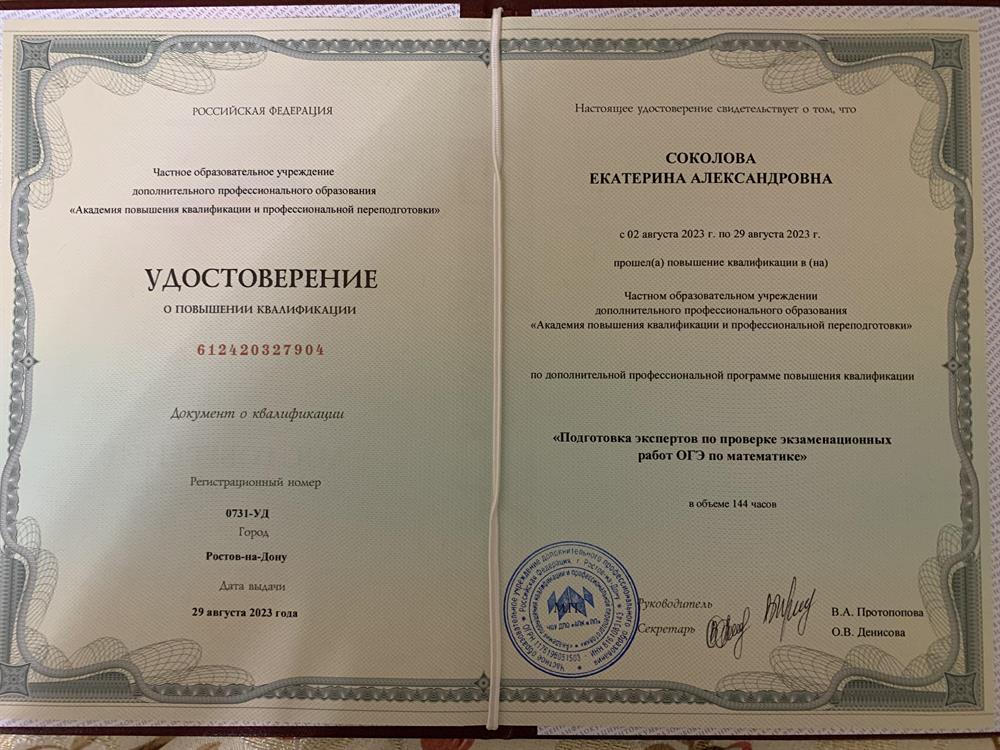 РОССИЙСКАЯ ФЕДЕРАЦИЯ
Частное образовательное учреждение
дополнительного профессионального образования
«Академия повышения квалификации и профессиональной переподготовки»
УДОСТОВЕРЕНИЕ
О ПОВЫШЕНИИ КВАЛИФИКАЦИИ
612420327904
Документ о квалификации
Регистрационный номер
0731-УД
Город
Ростов-на-Дону
Дата выдачи
29 августа 2023 года
Настоящее удостоверение свидетельствует о том, что
СОКОЛОВА
ЕКАТЕРИНА АЛЕКСАНДРОВНА
с 02 августа 2023 г. по 29 августа 2023 г.
прошел(а) повышение квалификации в (на)
Частном образовательном учреждении
дополнительного профессионального образования
«Академия повышения квалификации и профессиональной переподготовки»
по дополнительной профессиональной программе повышения квалификации
«Подготовка экспертов по проверке экзаменационных
работ ОГЭ по математике»
в объеме 144 часов
М.П.
ЧОУ ДПО «АПК и ПП»
Руководитель
В.А. Протопопова
Секретарь
О.В. Денисова